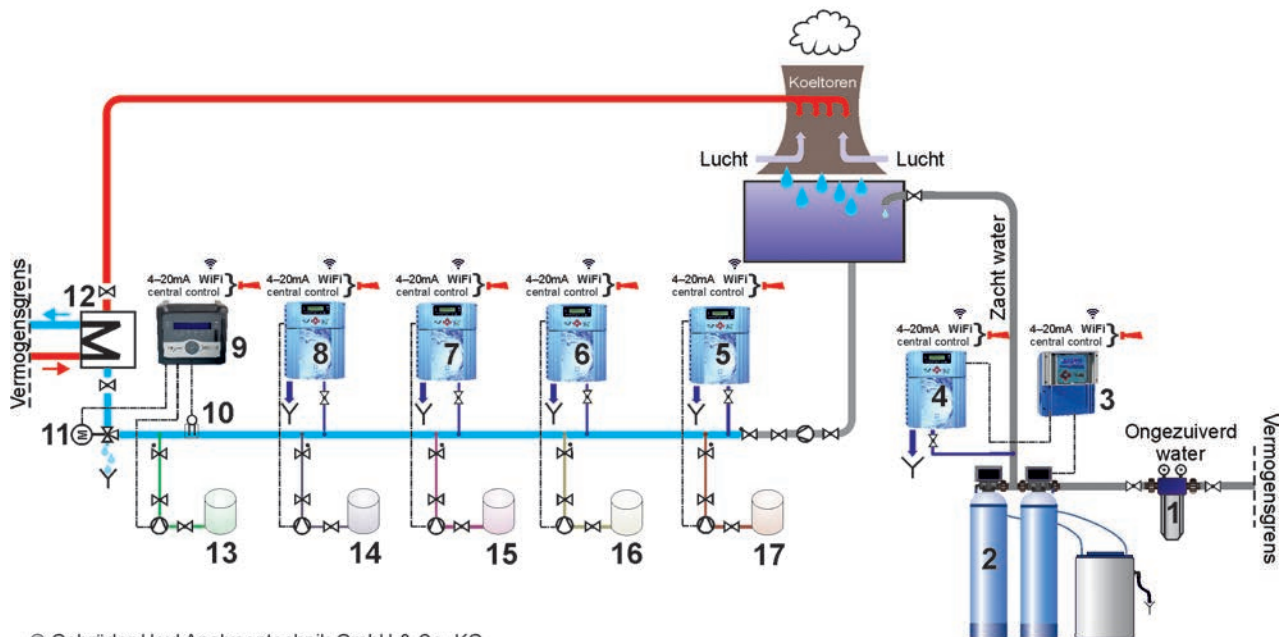 Koeltoren
Lucht
Lucht
Zacht water
4–20mA WiFi
central control
4–20mA WiFi
central control
4–20mA WiFi
central control
4–20mA WiFi
central control
4–20mA WiFi
central control
Vermogensgrens
12
9
8
7
6
5
4–20mA WiFi
central control
4–20mA WiFi
central control
4
3
10
11
M
Ongezuiverd
water
Vermogensgrens
1
2
13
14
15
16
17